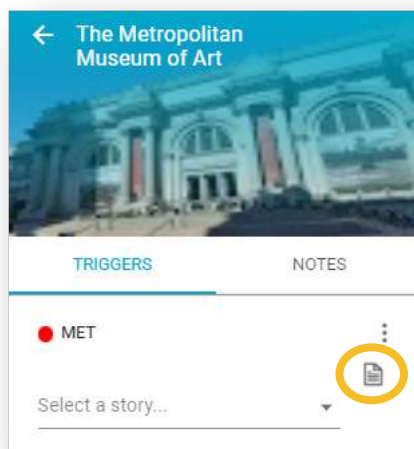 The Metropolitan
Museum of Art
TRIGGERS NOTES
MET
Select a story...